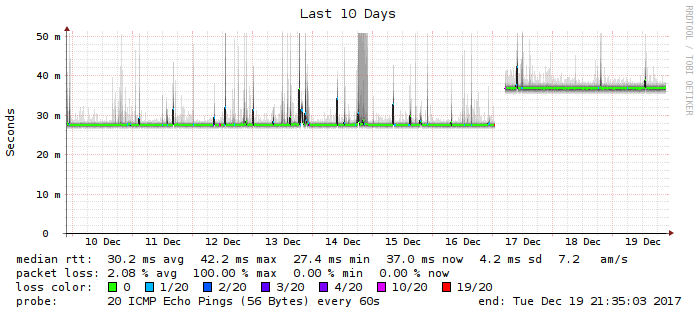 Last 10 Days
RRDTOOL / TOBI OETIKER
Seconds
50 m
40 m
30 m
20 m
10 m
0
10 Dec 11 Dec 12 Dec 13 Dec 14 Dec 15 Dec 16 Dec 17 Dec 18 Dec 19 Dec
median rtt: 30.2 ms avg 42.2 ms max 27.4 ms min 37.0 ms now 4.2 ms sd 7.2 am/s
packet loss: 2.08 % avg 100.00 % max 0.00 % min 0.00 % now
loss color: 0 1/20 2/20 3/20 4/20 10/20 19/20
probe: 20 ICMP Echo Pings (56 Bytes) every 60s end: Tue Dec 19 21:35:03 2017